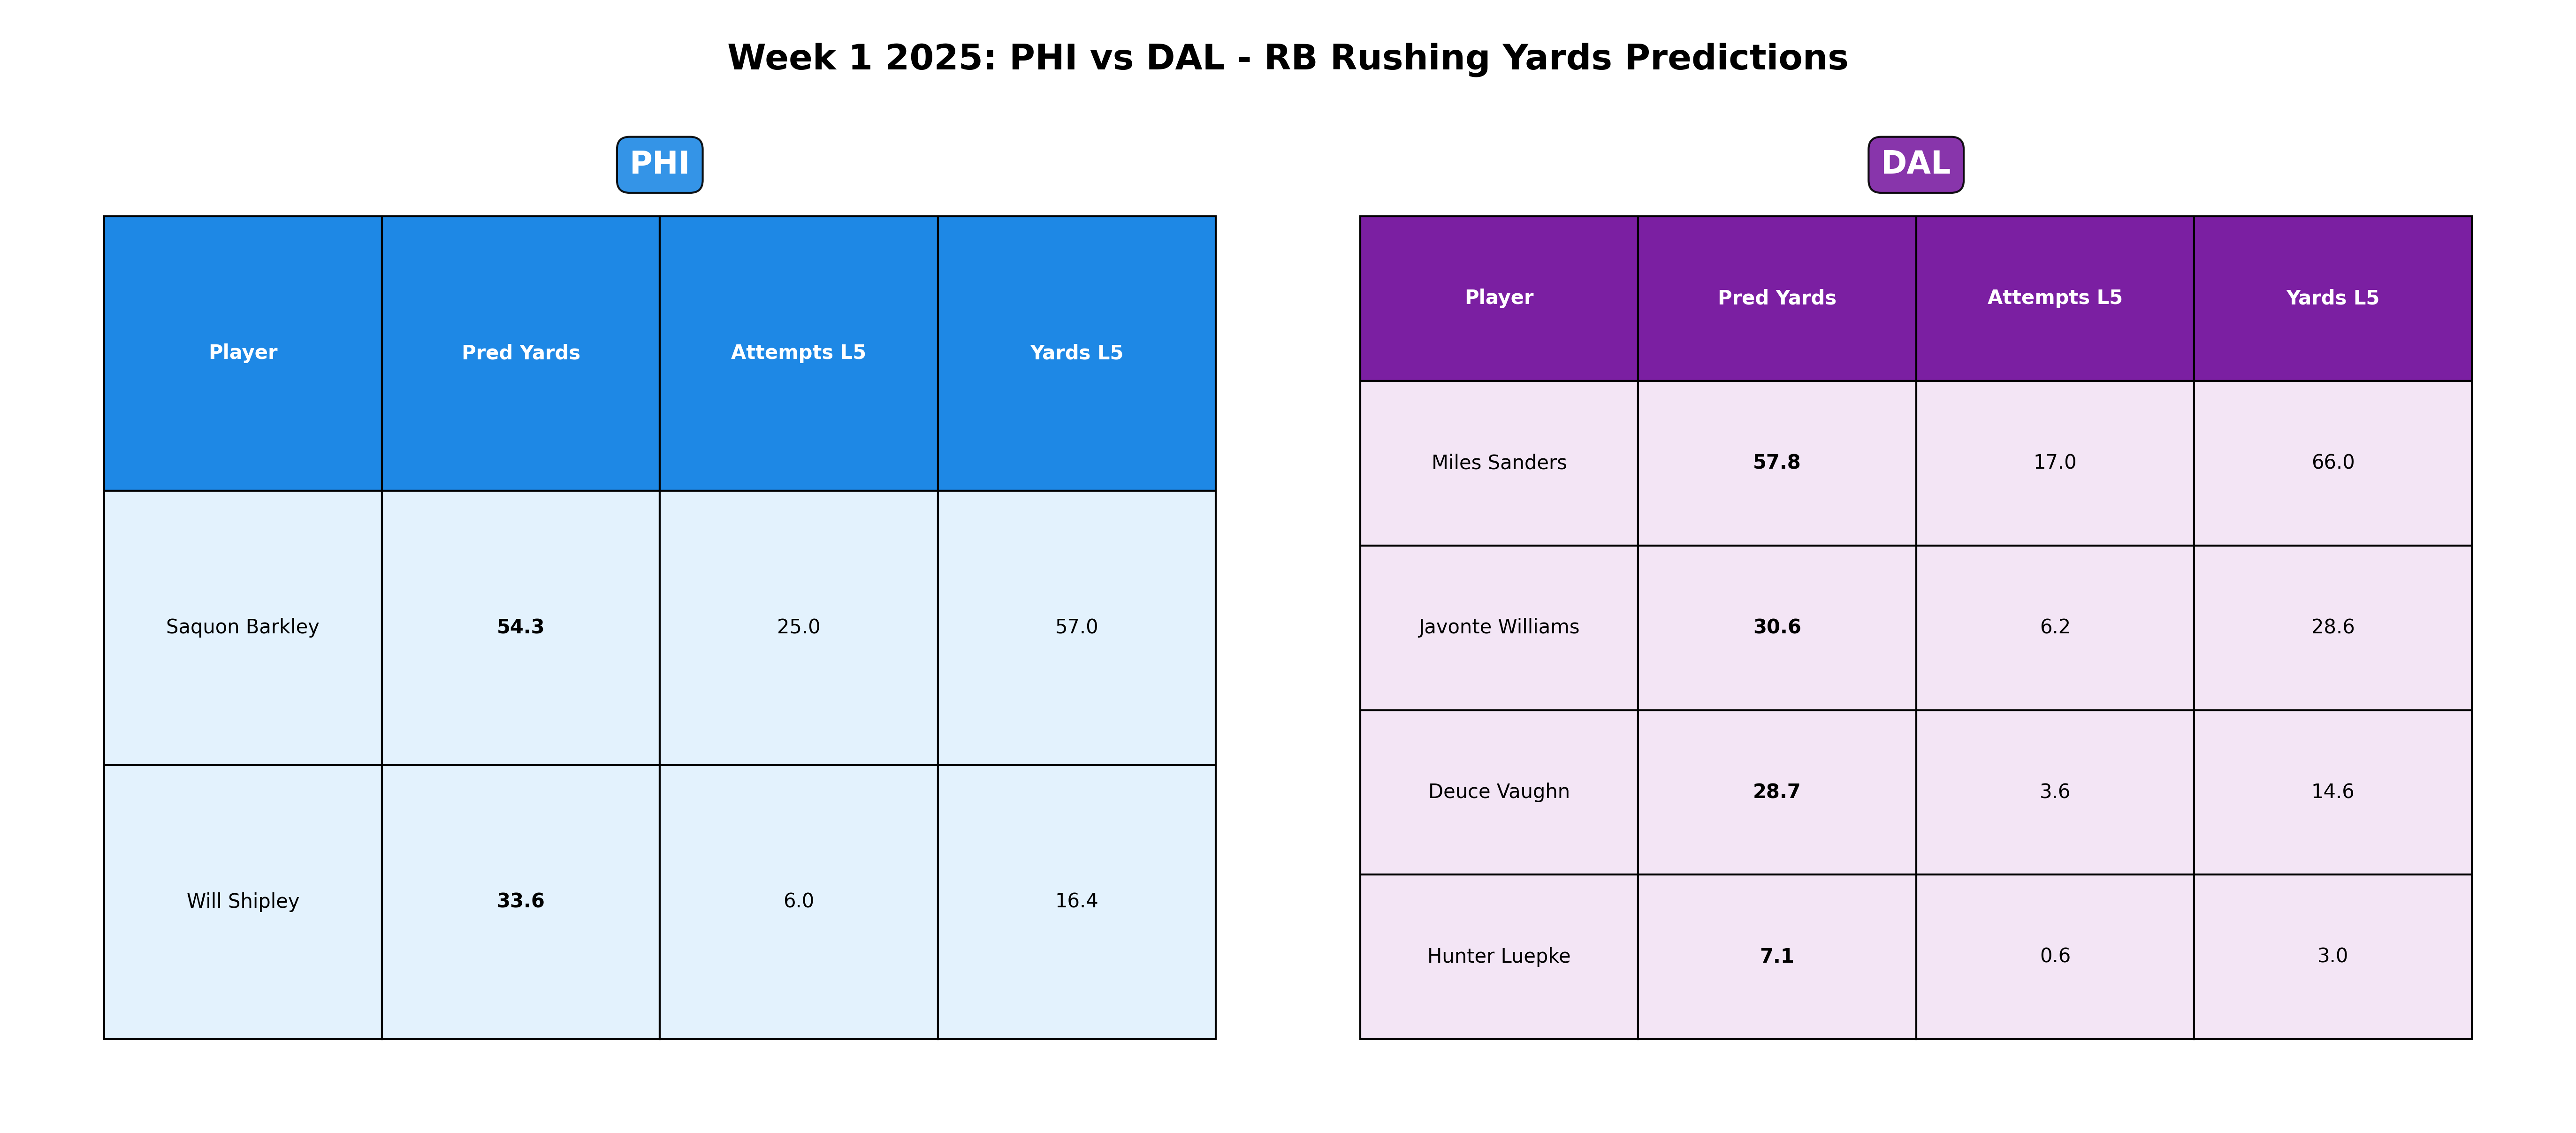 Week 1 2025: PHI vs DAL - RB Rushing Yards Predictions
PHI
Player Pred Yards Attempts L5 Yards L5
Saquon Barkley 54.3 25.0 57.0
Will Shipley 33.6 6.0 16.4
DAL
Player Pred Yards Attempts L5 Yards L5
Miles Sanders 57.8 17.0 66.0
Javonte Williams 30.6 6.2 28.6
Deuce Vaughn 28.7 3.6 14.6
Hunter Luepke 7.1 0.6 3.0